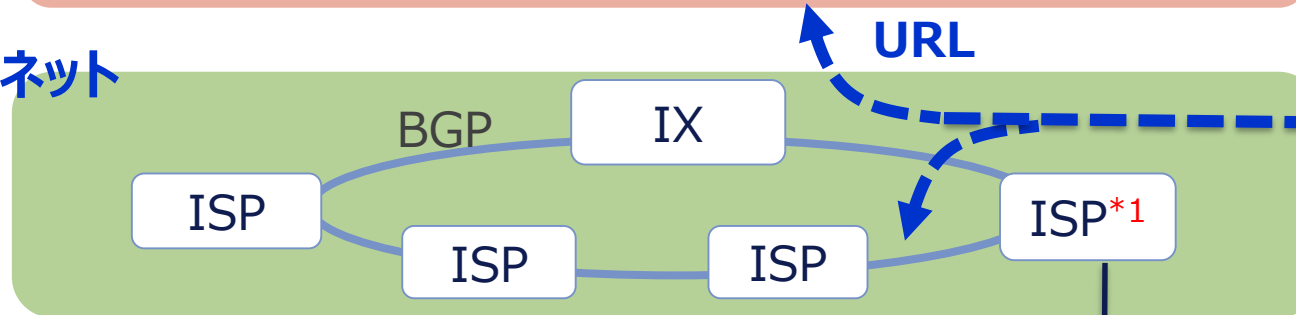 URL
ネット
BGP
IX
ISP
ISP*1
ISP
ISP